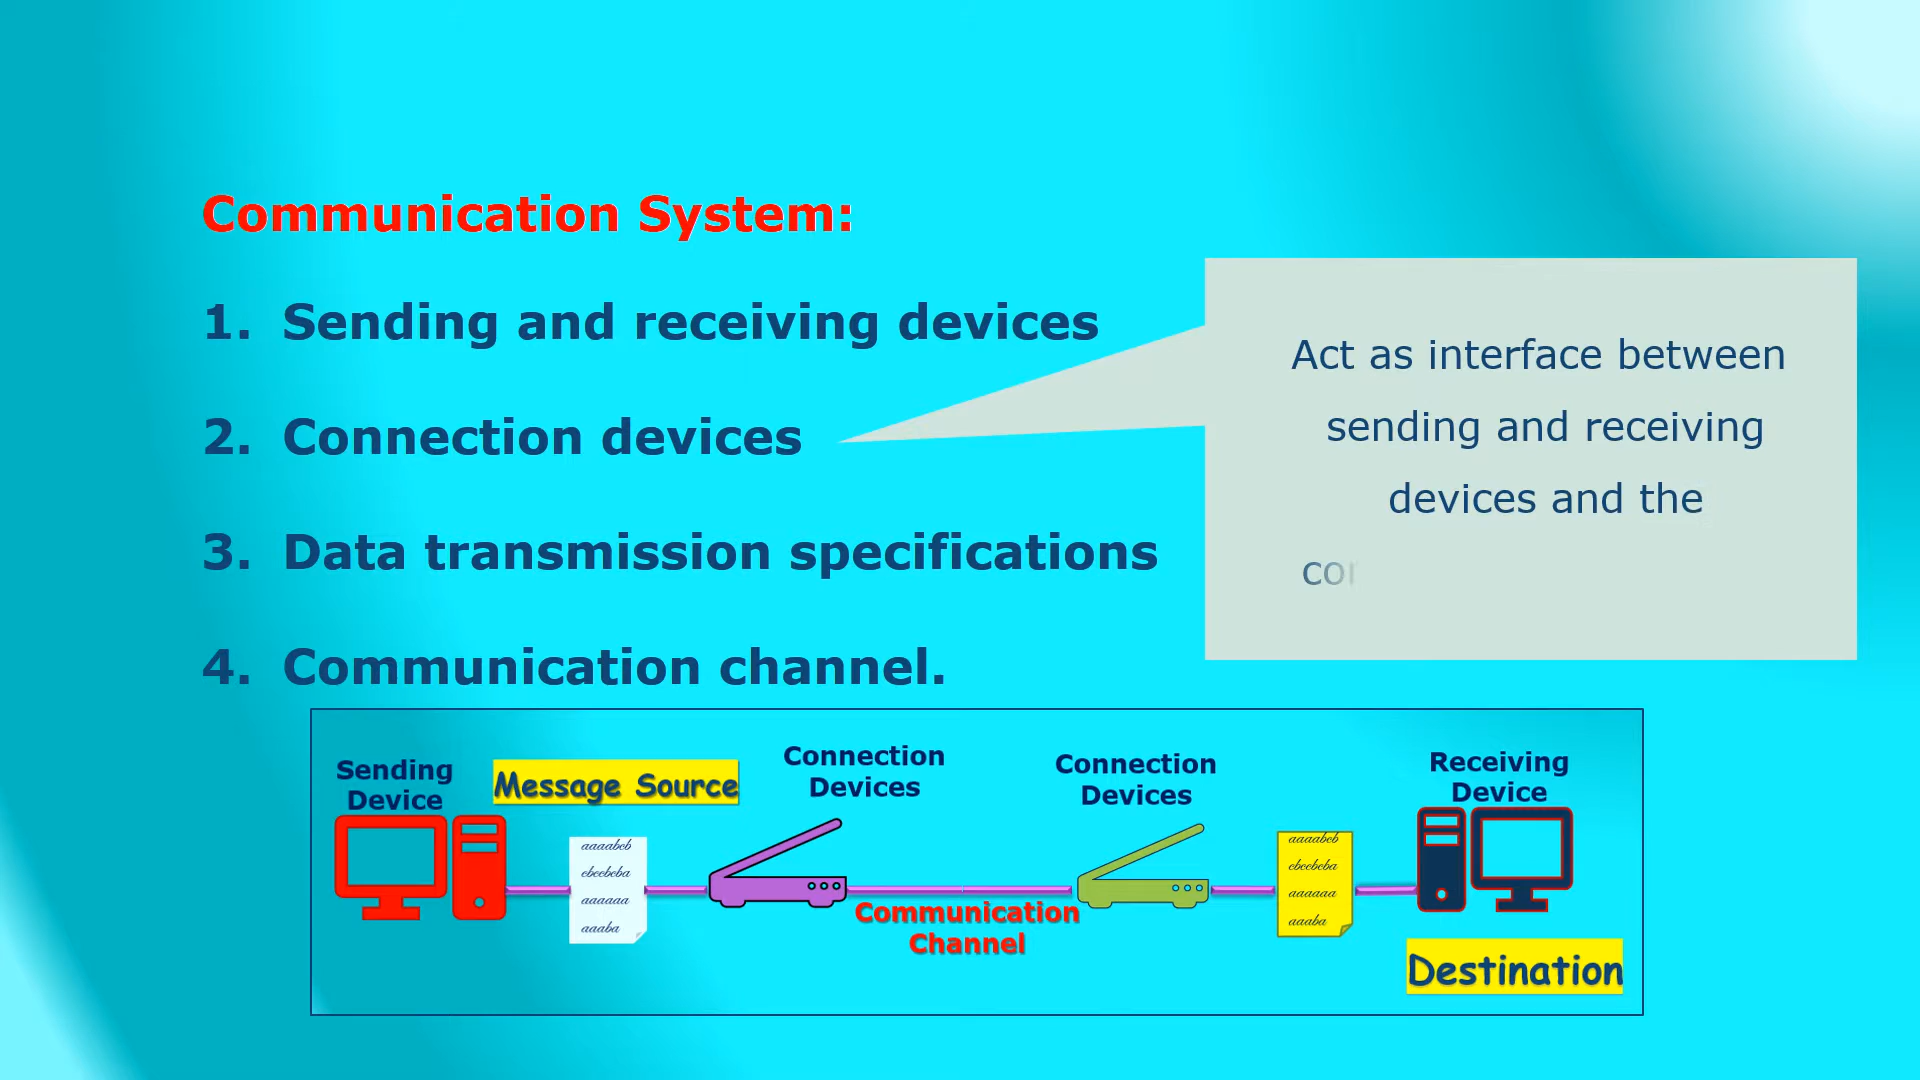 Communication System:
1. Sending and receiving devices
2. Connection devices
3. Data transmission specifications
4. Communication channel.
Act as interface between
sending and receiving
devices and the
Sending
Device
Message Source
Connection
Devices
Connection
Devices
Receiving
Device
aaaabcb
cbccbcba
aaaaaa
aaaba
Communication
Channel
aaaabcb
cbccbcba
aaaaaa
aaaba
Destination